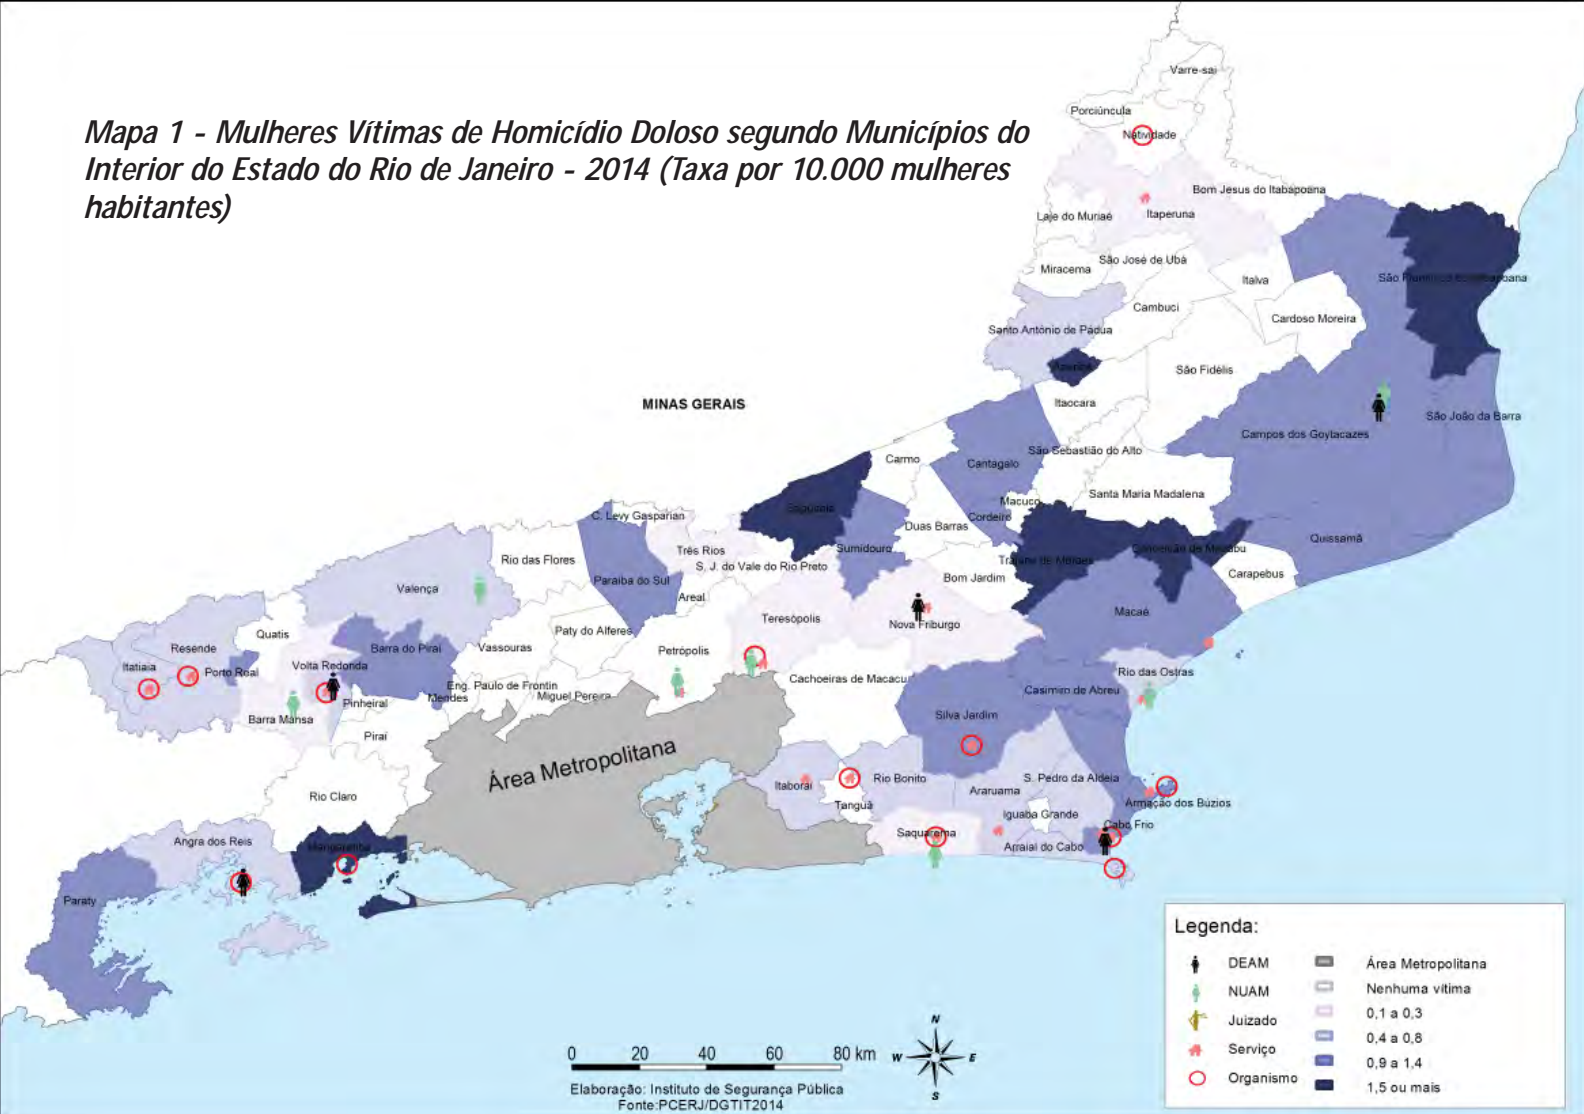 Mapa 1 - Mulheres Vítimas de Homicídio Doloso segundo Municípios do
Interior do Estado do Rio de Janeiro - 2014 (Taxa por 10.000 mulheres
habitantes)
Varre-sai
Porciúncula
Natividade
Bom Jesus do Itabapoana
Laje do Muriaé
Itaperuna
São José de Ubá
Miracema
Italva
São Francisco de Itabapoana
Cambuci
Cardoso Moreira
Santo Antônio de Pádua
Aperibé
São Fidélis
MINAS GERAIS
Itaocara
São João da Barra
Campos dos Goytacazes
São Sebastião do Alto
Carmo
Cantagalo
Santa Maria Madalena
Macuco
Sapucaia
C. Levy Gasparian
Cordeiro
Duas Barras
Quissamã
Três Rios
Sumidouro
Conceição de Macabu
Rio das Flores
Trajano de Moraes
S. J. do Vale do Rio Preto
Carapebus
Paraíba do Sul
Bom Jardim
Valença
Areal
Macaé
Teresópolis
Nova Friburgo
Paty do Alferes
Quatis
Resende
Barra do Piraí
Vassouras
Petrópolis
Itatiaia
Volta Redonda
Porto Real
Rio das Ostras
Cachoeiras de Macacu
Eng. Paulo de Frontin
Casimiro de Abreu
Mendes
Miguel Pereira
Pinheiral
Barra Mansa
Silva Jardim
Piraí
Área Metropolitana
Rio Bonito
S. Pedro da Aldeia
Itaboraí
Araruama
Rio Claro
Tanguá
Armação dos Búzios
Iguaba Grande
Cabo Frio
Saquarema
Angra dos Reis
Mangaratiba
Arraial do Cabo
Paraty
Legenda:
DEAM
NUAM
Juizado
Serviço
Organismo
Área Metropolitana
Nenhuma vítima
0,1 a 0,3
0,4 a 0,8
0,9 a 1,4
1,5 ou mais
N
W
E
S
0 20 40 60 80 km
Elaboração: Instituto de Segurança Pública
Fonte:PCERJ/DGTIT2014